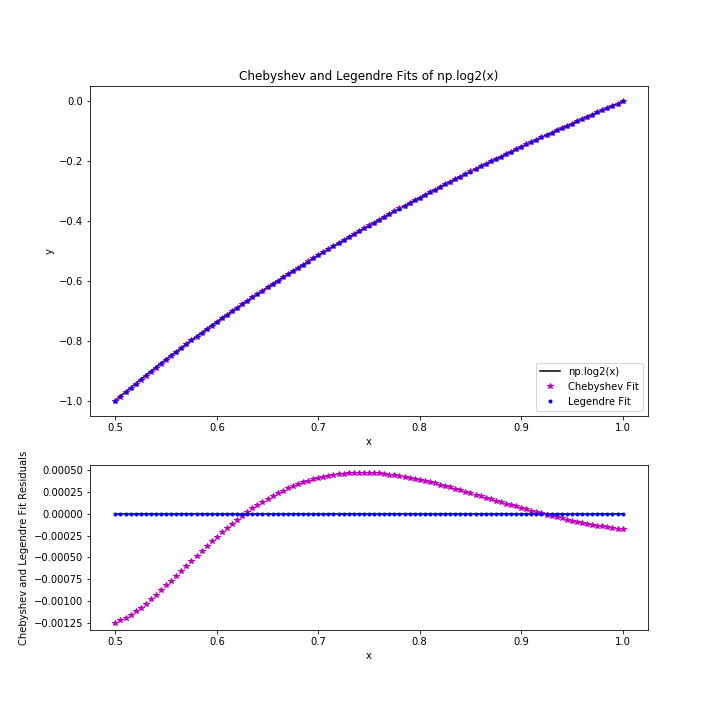 Chebyshev and Legendre Fits of np.log2(x)
0.0
−0.2
−0.4
−0.6
−0.8
−1.0
y
np.log2(x)
Chebyshev Fit
Legendre Fit
0.5 0.6 0.7 0.8 0.9 1.0
x
Chebyshev and Legendre Fit Residuals
0.00050
0.00025
0.00000
−0.00025
−0.00050
−0.00075
−0.00100
−0.00125
0.5 0.6 0.7 0.8 0.9 1.0
x